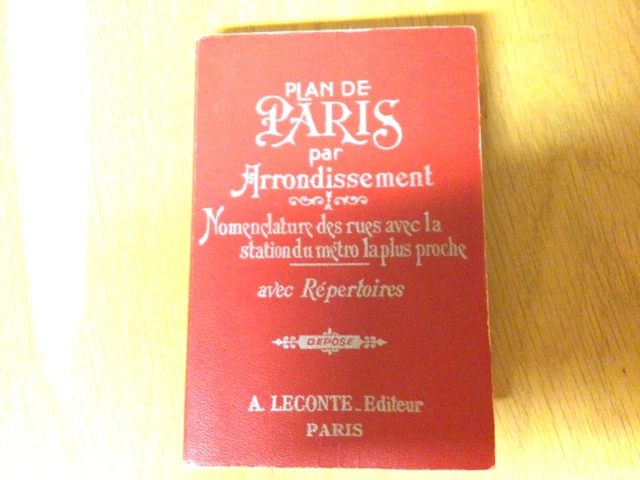 PLAN DE
PARIS
par
Arrondissement
Nomenclature des rues avec la
station du métro la plus proche
avec Répertoires
DÉPOSÉ
A. LECONTE - Editeur
PARIS